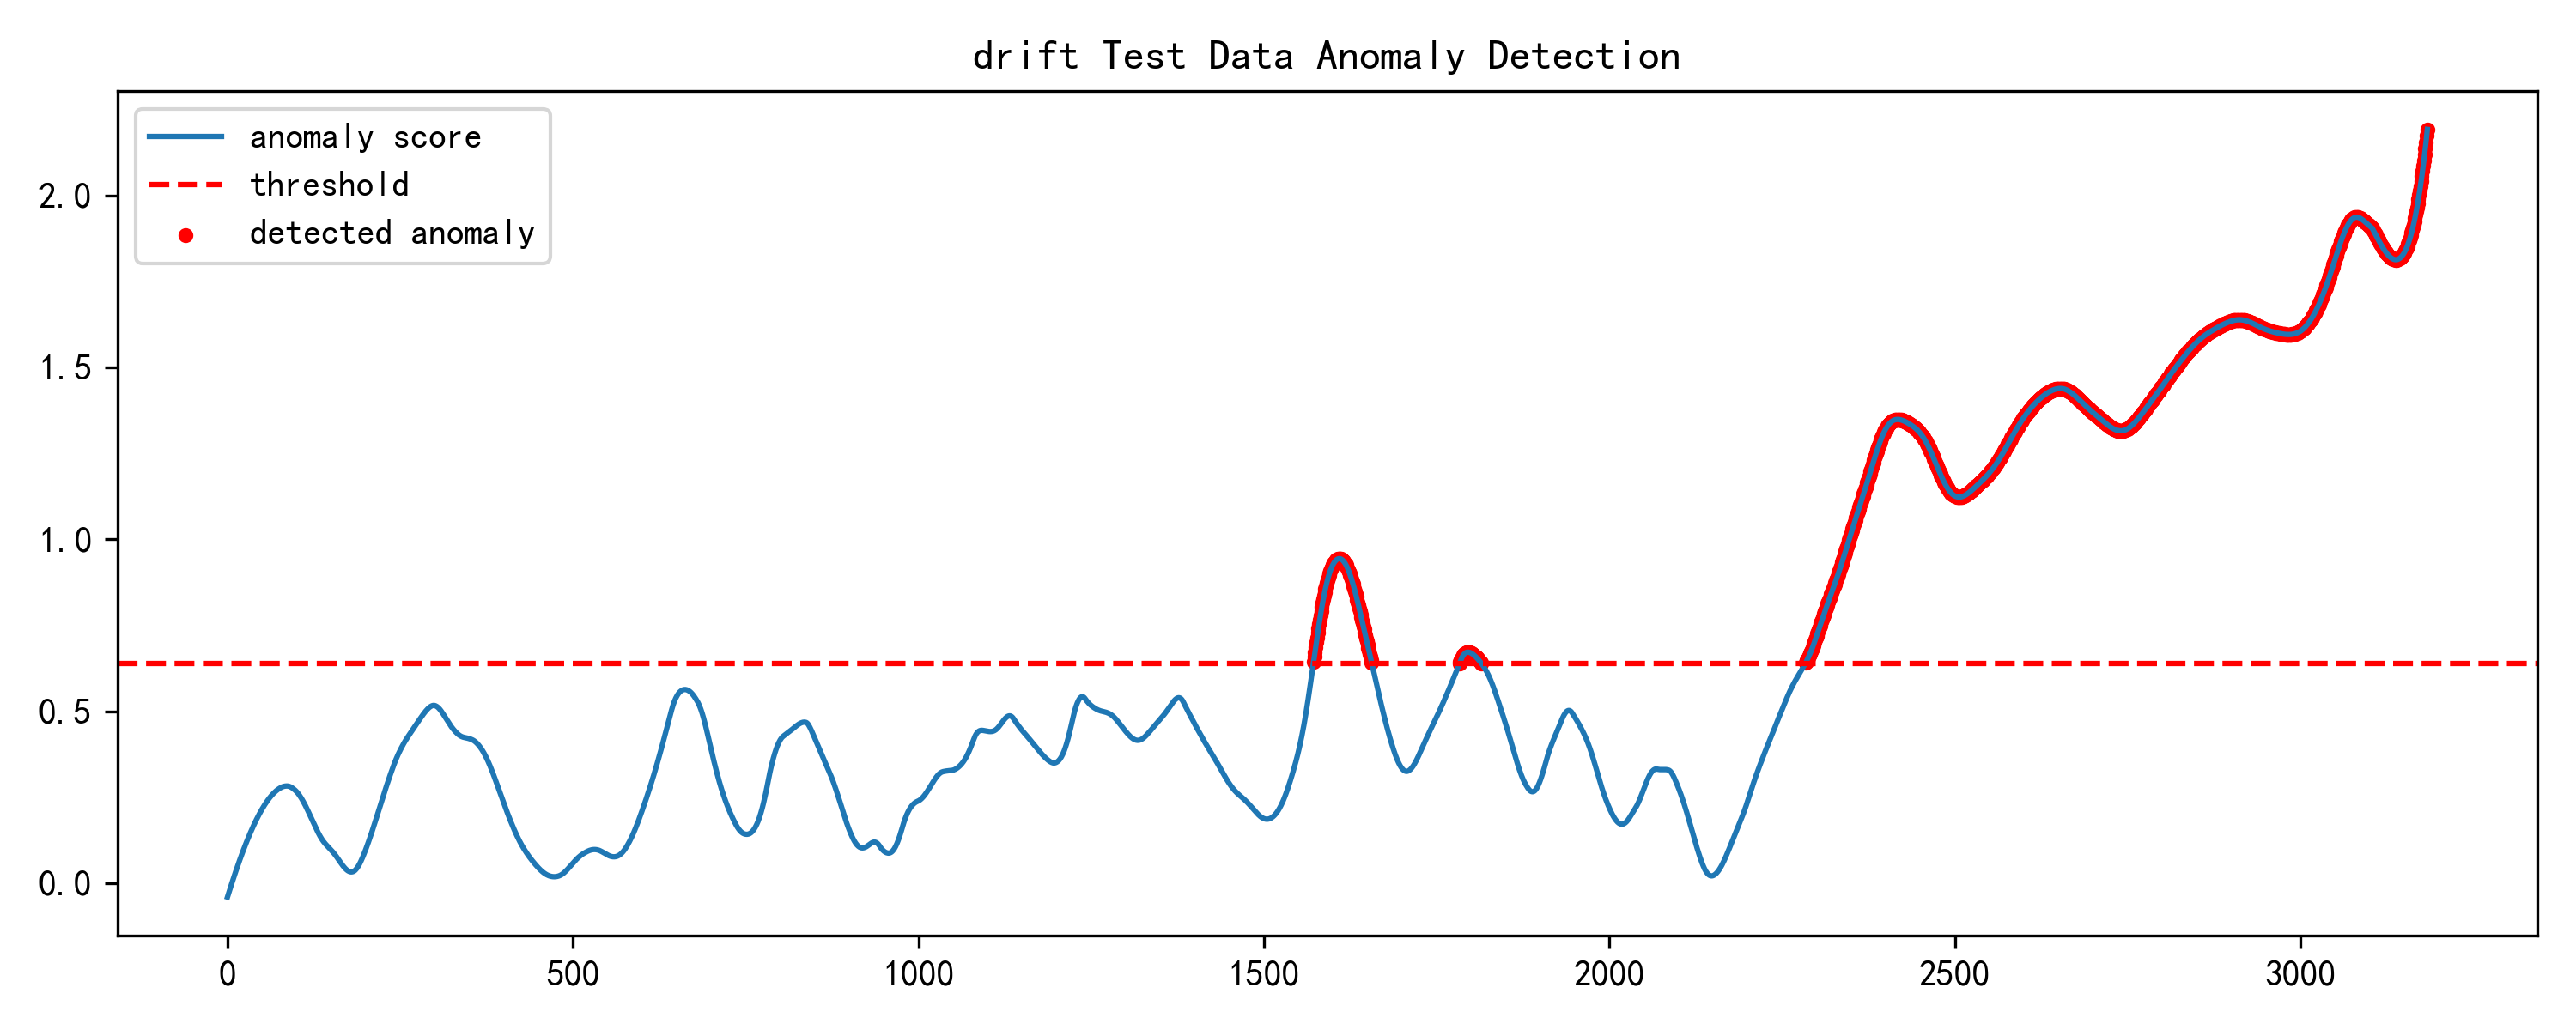 drift Test Data Anomaly Detection
anomaly score
threshold
detected anomaly
2.0
1.5
1.0
0.5
0.0
0 500 1000 1500 2000 2500 3000